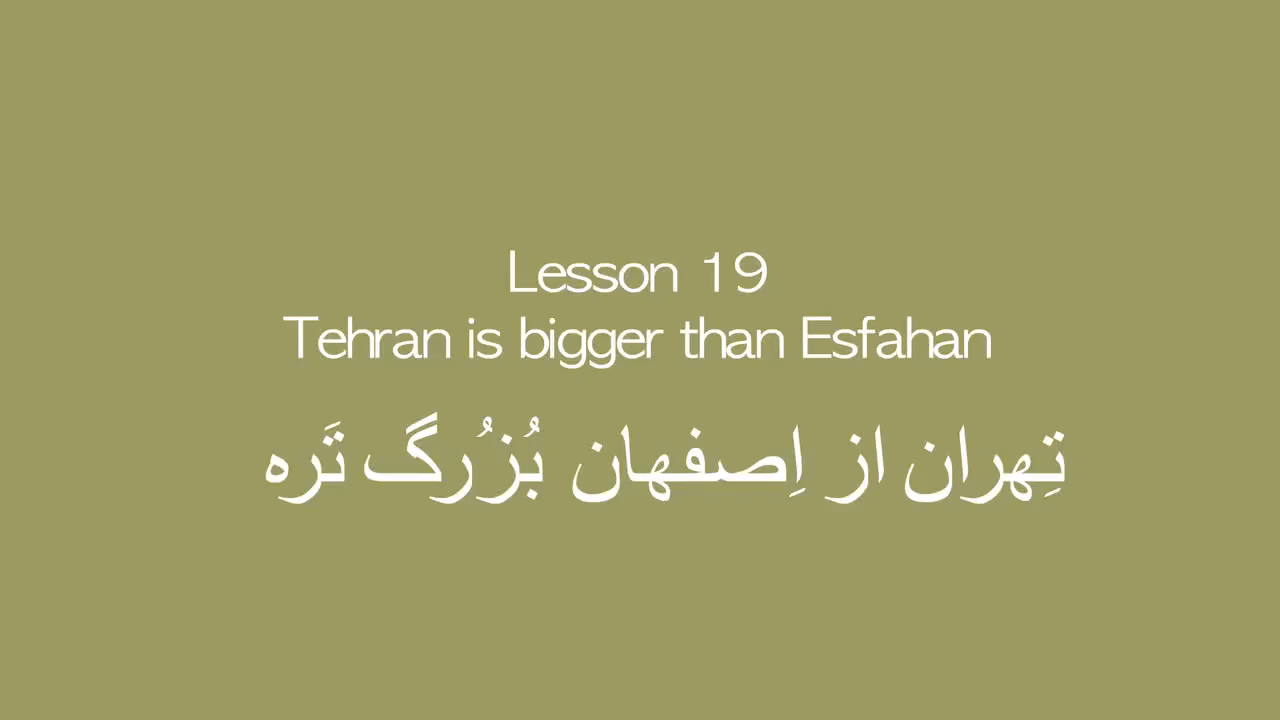 Lesson 19
Tehran is bigger than Esfahan
تِهران از اِصفهان بُزُرگ تَره